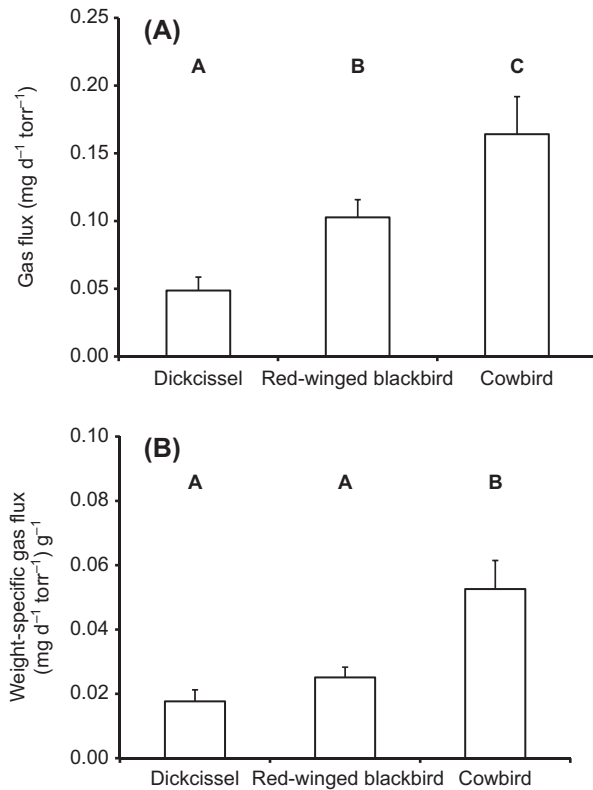 (A)
Gas flux (mg d⁻¹ torr⁻¹)
0.25
0.20
0.15
0.10
0.05
0.00
A B C
Dickcissel Red-winged blackbird Cowbird
(B)
Weight-specific gas flux
(mg d⁻¹ torr⁻¹) g⁻¹
0.10
0.08
0.06
0.04
0.02
0.00
A A B
Dickcissel Red-winged blackbird Cowbird